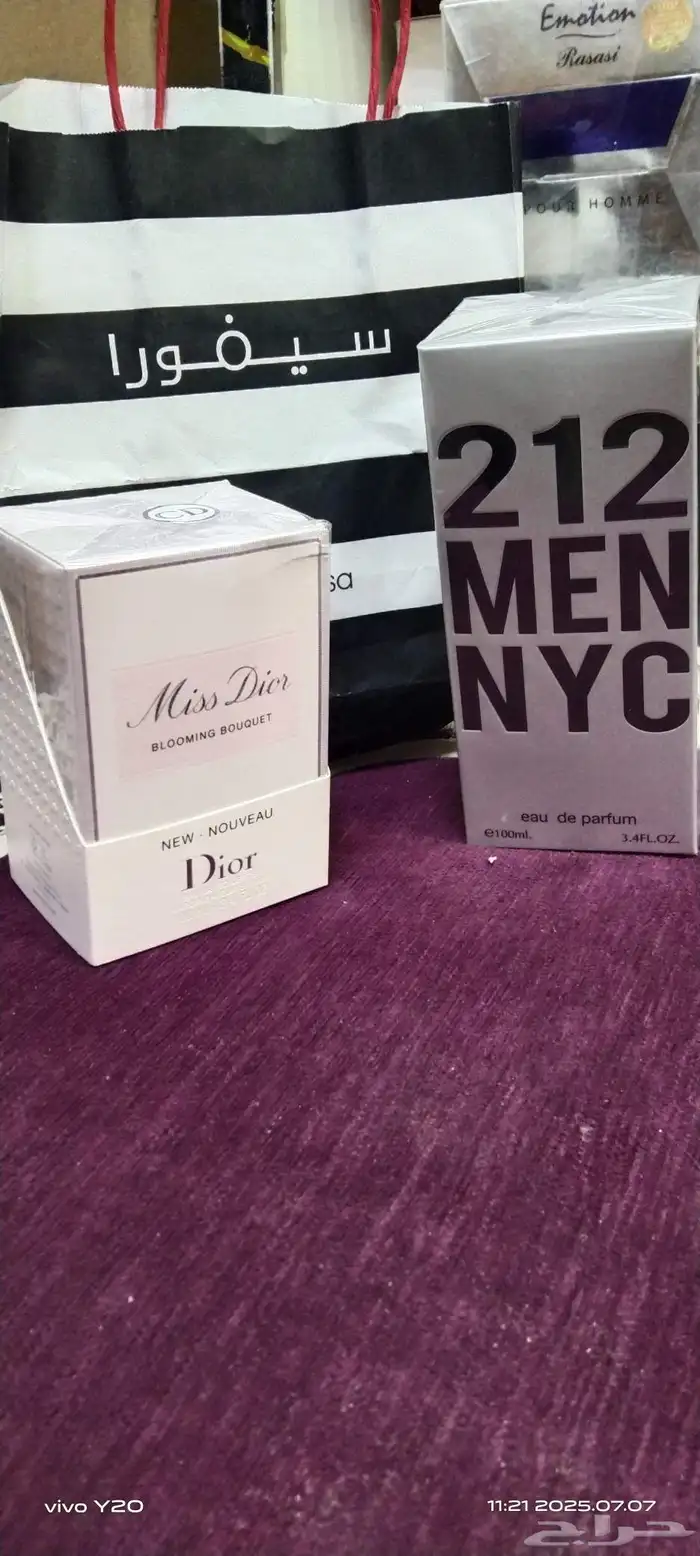 Emotion
Rasasi
POUR HOMME
سيفورا
sa
CD
Miss Dior
BLOOMING BOUQUET
NEW - NOUVEAU
Dior
212
MEN
NYC
eau de parfum
e100ml.
3.4FL.OZ.
vivo Y20
11:21 2025.07.07
حراج